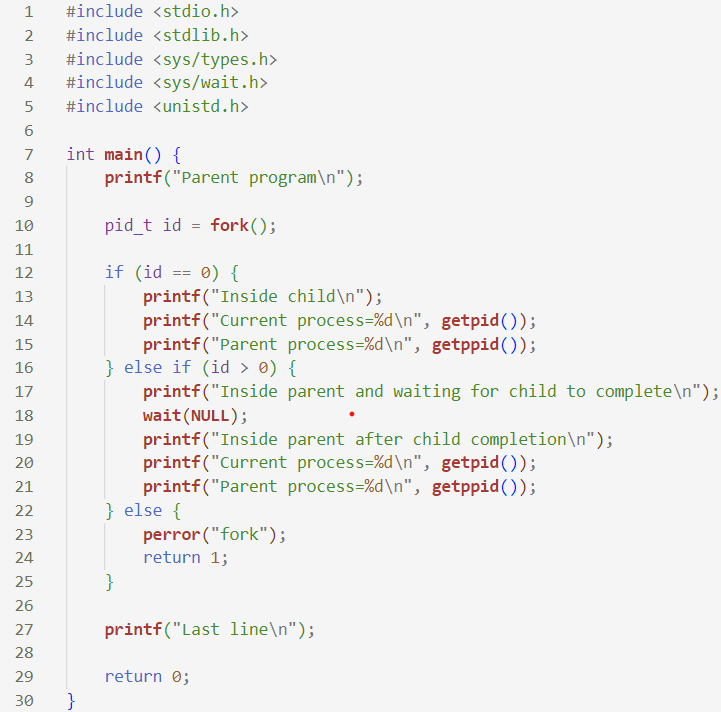 1 #include <stdio.h>
2 #include <stdlib.h>
3 #include <sys/types.h>
4 #include <sys/wait.h>
5 #include <unistd.h>
6
7 int main() {
8     printf("Parent program\n");
9
10     pid_t id = fork();
11
12     if (id == 0) {
13         printf("Inside child\n");
14         printf("Current process=%d\n", getpid());
15         printf("Parent process=%d\n", getppid());
16     } else if (id > 0) {
17         printf("Inside parent and waiting for child to complete\n");
18         wait(NULL);
19         printf("Inside parent after child completion\n");
20         printf("Current process=%d\n", getpid());
21         printf("Parent process=%d\n", getppid());
22     } else {
23         perror("fork");
24         return 1;
25     }
26
27     printf("Last line\n");
28
29     return 0;
30 }